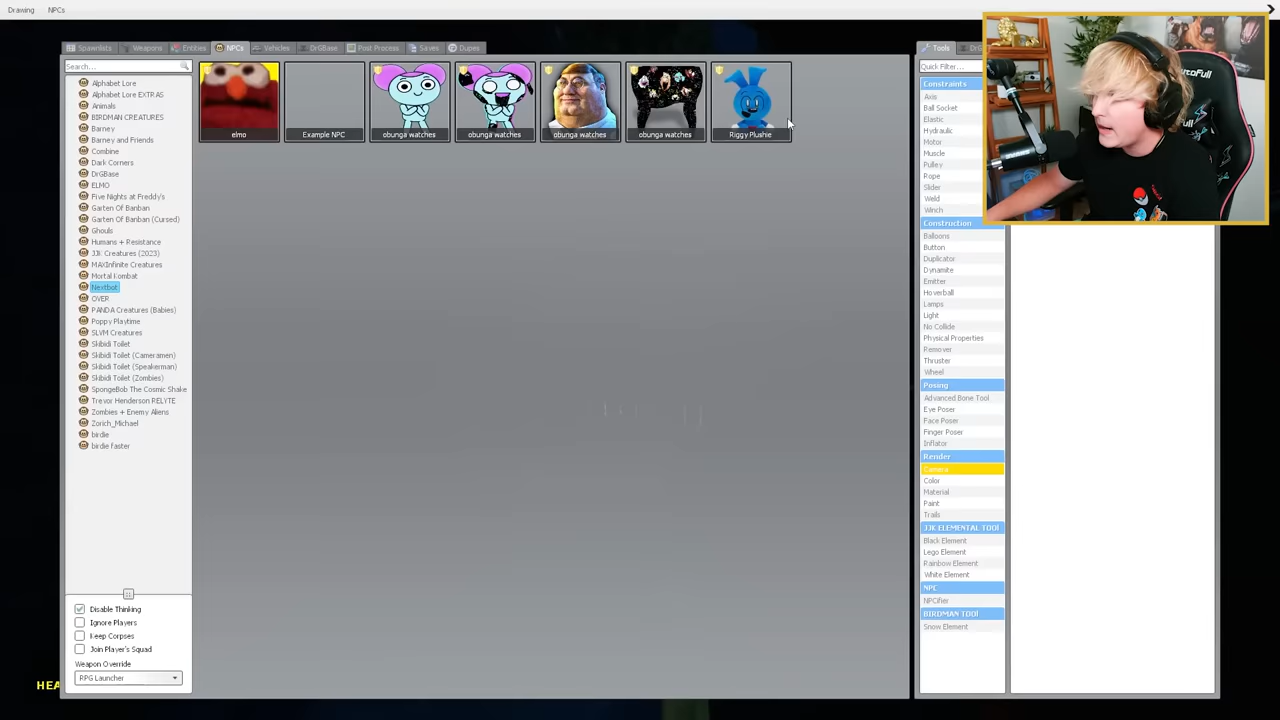 Drawing NPCs
Spawnlists Weapons Entities NPCs Vehicles DrGBase Post Process Saves Dupes
Search...
Alphabet Lore
Alphabet Lore EXTRAS
Animals
BIRDMAN CREATURES
Barney
Barney and Friends
Combine
Dark Corners
DrGBase
ELMO
Five Nights at Freddy's
Garten Of Banban
Garten Of Banban (Cursed)
Ghouls
Humans + Resistance
JJK Creatures (2023)
MAXInfinite Creatures
Mortal Kombat
Nextbot
OVER
PANDA Creatures (Babies)
Poppy Playtime
SLVM Creatures
Skibidi Toilet
Skibidi Toilet (Cameramen)
Skibidi Toilet (Speakerman)
Skibidi Toilet (Zombies)
SpongeBob The Cosmic Shake
Trevor Henderson RELYTE
Zombies + Enemy Aliens
Zorich_Michael
birdie
birdie faster
Disable Thinking
Ignore Players
Keep Corpses
Join Player's Squad
Weapon Override
RPG Launcher
HEA
elmo
Example NPC
obunga watches
obunga watches
obunga watches
obunga watches
Riggy Plushie
Tools
Quick Filter...
Constraints
Axis
Ball Socket
Elastic
Hydraulic
Motor
Muscle
Pulley
Rope
Slider
Weld
Winch
Construction
Balloons
Button
Duplicator
Dynamite
Emitter
Hoverball
Lamps
Light
No Collide
Physical Properties
Remover
Thruster
Wheel
Posing
Advanced Bone Tool
Eye Poser
Face Poser
Finger Poser
Inflator
Render
Camera
Color
Material
Paint
Trails
JJK ELEMENTAL TOOL
Black Element
Lego Element
Rainbow Element
White Element
NPC
NPCifier
BIRDMAN TOOl
Snow Element